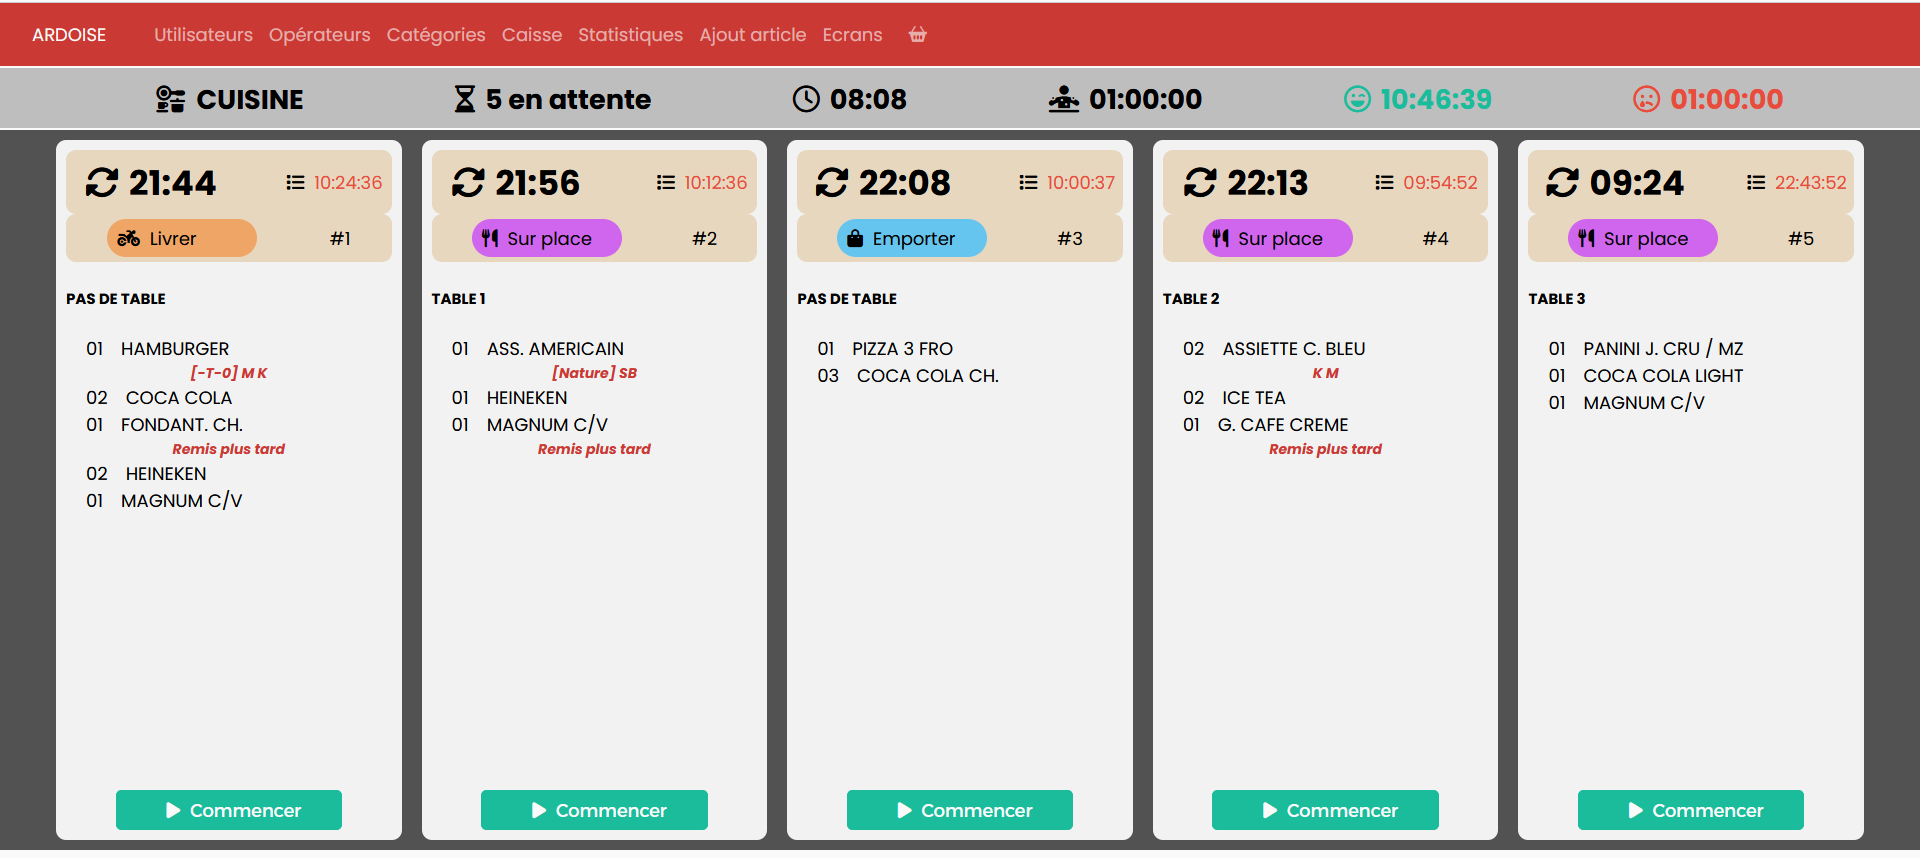 ARDOISE Utilisateurs Opérateurs Catégories Caisse Statistiques Ajout article Ecrans
CUISINE 5 en attente 08:08 01:00:00 10:46:39 01:00:00
21:44 10:24:36
Livrer #1
PAS DE TABLE
01 HAMBURGER
[-T-0] M K
02 COCA COLA
01 FONDANT. CH.
Remis plus tard
02 HEINEKEN
01 MAGNUM C/V
Commencer
21:56 10:12:36
Sur place #2
TABLE 1
01 ASS. AMERICAIN
[Nature] SB
01 HEINEKEN
01 MAGNUM C/V
Remis plus tard
Commencer
22:08 10:00:37
Emporter #3
PAS DE TABLE
01 PIZZA 3 FRO
03 COCA COLA CH.
Commencer
22:13 09:54:52
Sur place #4
TABLE 2
02 ASSIETTE C. BLEU
K M
02 ICE TEA
01 G. CAFE CREME
Remis plus tard
Commencer
09:24 22:43:52
Sur place #5
TABLE 3
01 PANINI J. CRU / MZ
01 COCA COLA LIGHT
01 MAGNUM C/V
Commencer